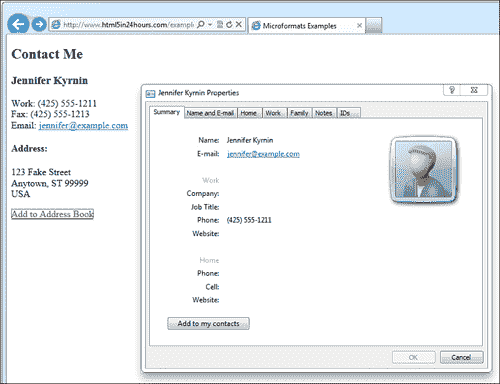 http://www.html5in24hours.com/exampl
Microformats Examples
Contact Me
Jennifer Kyrnin
Work: (425) 555-1211
Fax: (425) 555-1213
Email: jennifer@example.com
Address:
123 Fake Street
Anytown, ST 99999
USA
Add to Address Book
Jennifer Kyrnin Properties
Summary Name and E-mail Home Work Family Notes IDs
Name: Jennifer Kyrnin
E-mail: jennifer@example.com
Work
Company:
Job Title:
Phone: (425) 555-1211
Website:
Home
Phone:
Cell:
Website:
Add to my contacts
OK Cancel